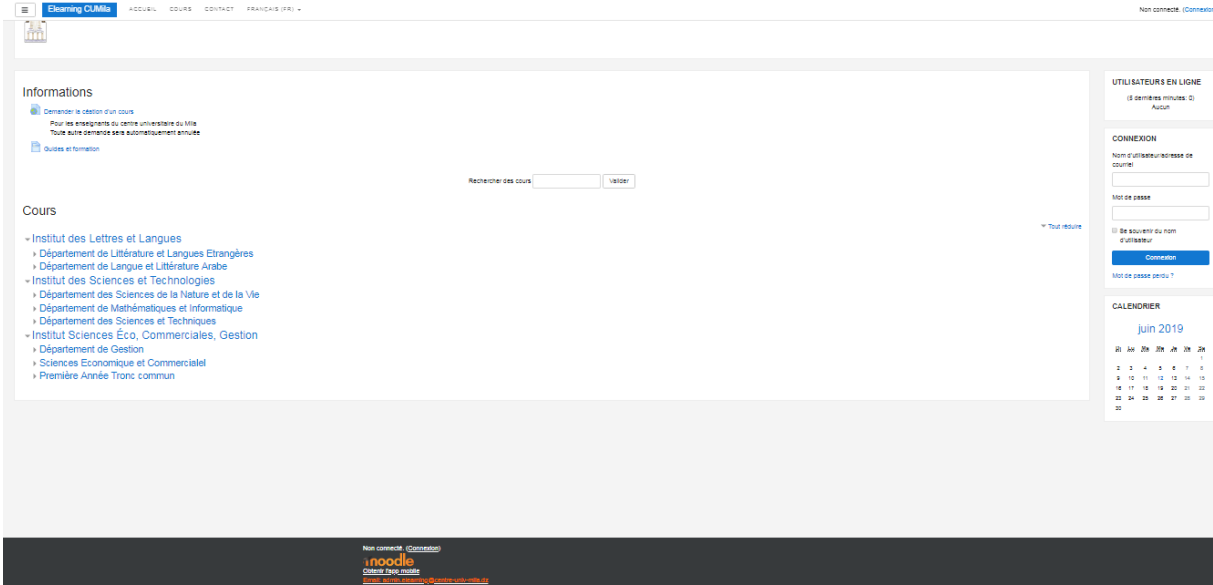 Elearning CUMila
ACCUEIL COURS CONTACT FRANÇAIS (FR)
Non connecté. (Connexion
Informations
Demander la céation d'un cours
Pour les enseignants du centre universitaire du Mila
Toute autre demande sera automatiquement annulée
Guides et formation
Rechercher des cours Valider
Cours
Tout réduire
Institut des Lettres et Langues
Département de Littérature et Langues Etrangères
Département de Langue et Littérature Arabe
Institut des Sciences et Technologies
Département des Sciences de la Nature et de la Vie
Département de Mathématiques et Informatique
Département des Sciences et Techniques
Institut Sciences Éco, Commerciales, Gestion
Département de Gestion
Sciences Economique et Commercialel
Première Année Tronc commun
UTILISATEURS EN LIGNE
(5 dernières minutes: 0)
Aucun
CONNEXION
Nom d'utilisateur/adresse de
courriel
Mot de passe
Se souvenir du nom
d'utilisateur
Connexion
Mot de passe perdu ?
CALENDRIER
juin 2019
1
2 3 4 5 6 7 8
9 10 11 12 13 14 15
16 17 18 19 20 21 22
23 24 25 26 27 28 29
30
Non connecté. (Connexion)
moodle
Obtenir l'app mobile
Email: admin.elearning@centre-univ-mila.dz